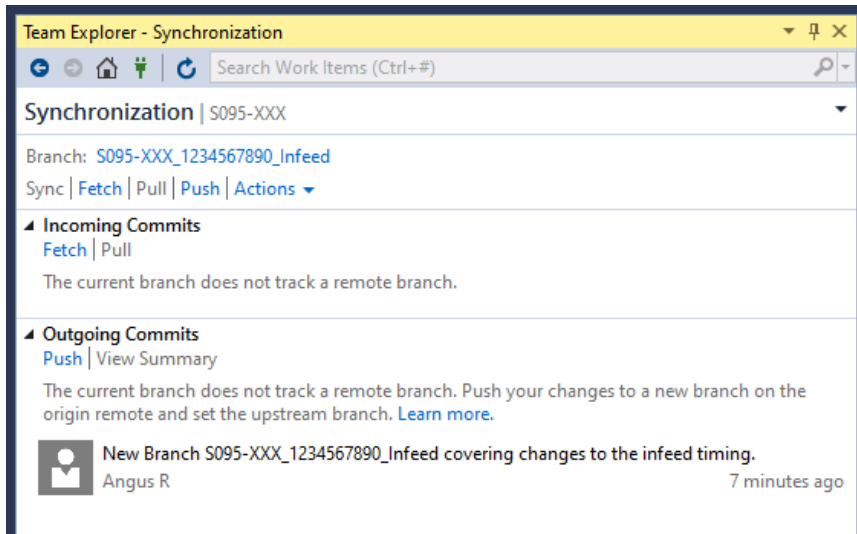 Team Explorer - Synchronization
Search Work Items (Ctrl+#)
Synchronization | S095-XXX
Branch: S095-XXX_1234567890_Infeed
Sync | Fetch | Pull | Push | Actions
Incoming Commits
Fetch | Pull
The current branch does not track a remote branch.
Outgoing Commits
Push | View Summary
The current branch does not track a remote branch. Push your changes to a new branch on the
origin remote and set the upstream branch. Learn more.
New Branch S095-XXX_1234567890_Infeed covering changes to the infeed timing.
Angus R 7 minutes ago